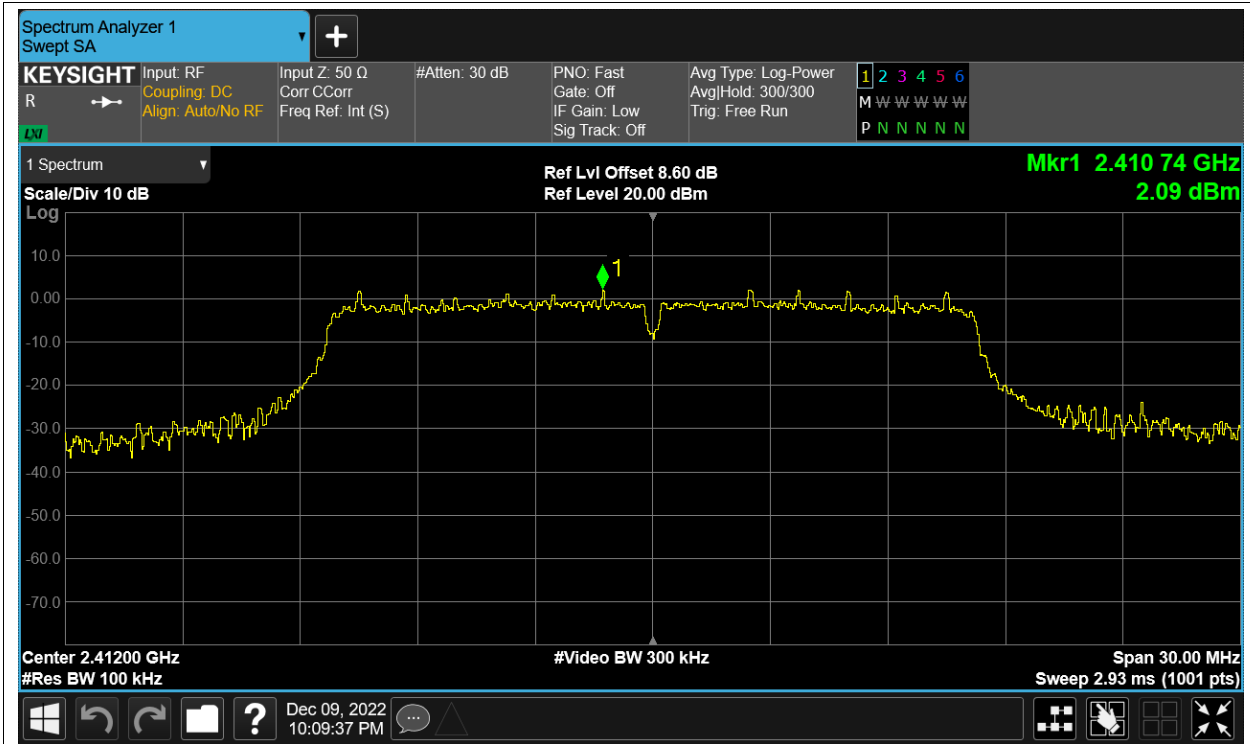 Spectrum Analyzer 1
Swept SA
+
KEYSIGHT
R
LXI
Input: RF
Coupling: DC
Align: Auto/No RF
Input Z: 50 Ω
Corr CCorr
Freq Ref: Int (S)
#Atten: 30 dB
PNO: Fast
Gate: Off
IF Gain: Low
Sig Track: Off
Avg Type: Log-Power
Avg|Hold: 300/300
Trig: Free Run
1 2 3 4 5 6
M W W W W W
P N N N N N
1 Spectrum
Scale/Div 10 dB
Log
Ref Lvl Offset 8.60 dB
Ref Level 20.00 dBm
Mkr1 2.410 74 GHz
2.09 dBm
1
10.0
0.00
-10.0
-20.0
-30.0
-40.0
-50.0
-60.0
-70.0
Center 2.41200 GHz
#Res BW 100 kHz
#Video BW 300 kHz
Span 30.00 MHz
Sweep 2.93 ms (1001 pts)
?
Dec 09, 2022
10:09:37 PM